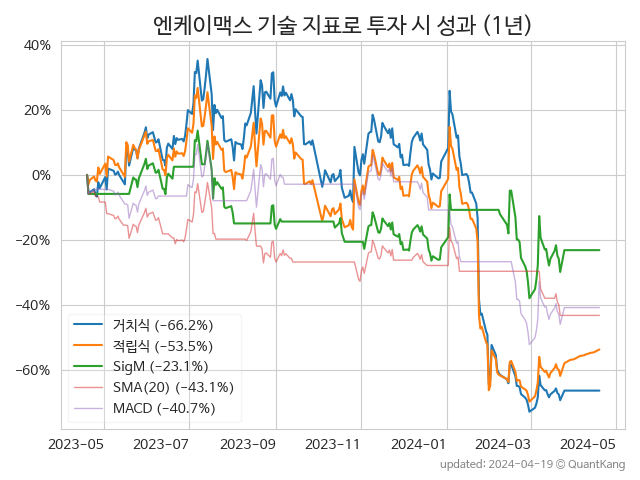 엔케이맥스 기술 지표로 투자 시 성과 (1년)
40%
20%
0%
−20%
−40%
−60%
거치식 (−66.2%)
적립식 (−53.5%)
SigM (−23.1%)
SMA(20) (−43.1%)
MACD (−40.7%)
2023−05
2023−07
2023−09
2023−11
2024−01
2024−03
2024−05
updated: 2024−04−19 ⓒ QuantKang